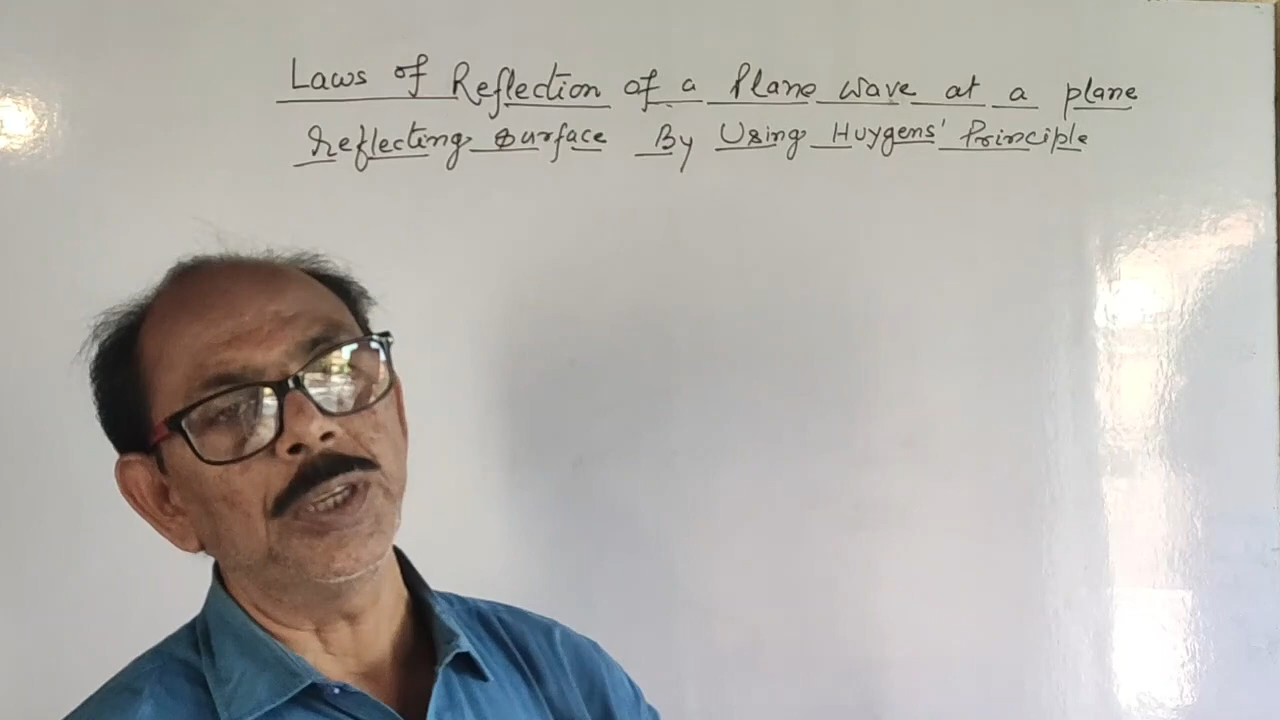 Laws of Reflection of a Plane wave at a plane
Reflecting Surface By Using Huygens' Principle